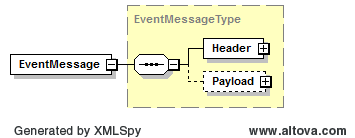 EventMessageType
EventMessage
Header
Payload
Generated by XMLSpy
www.altova.com